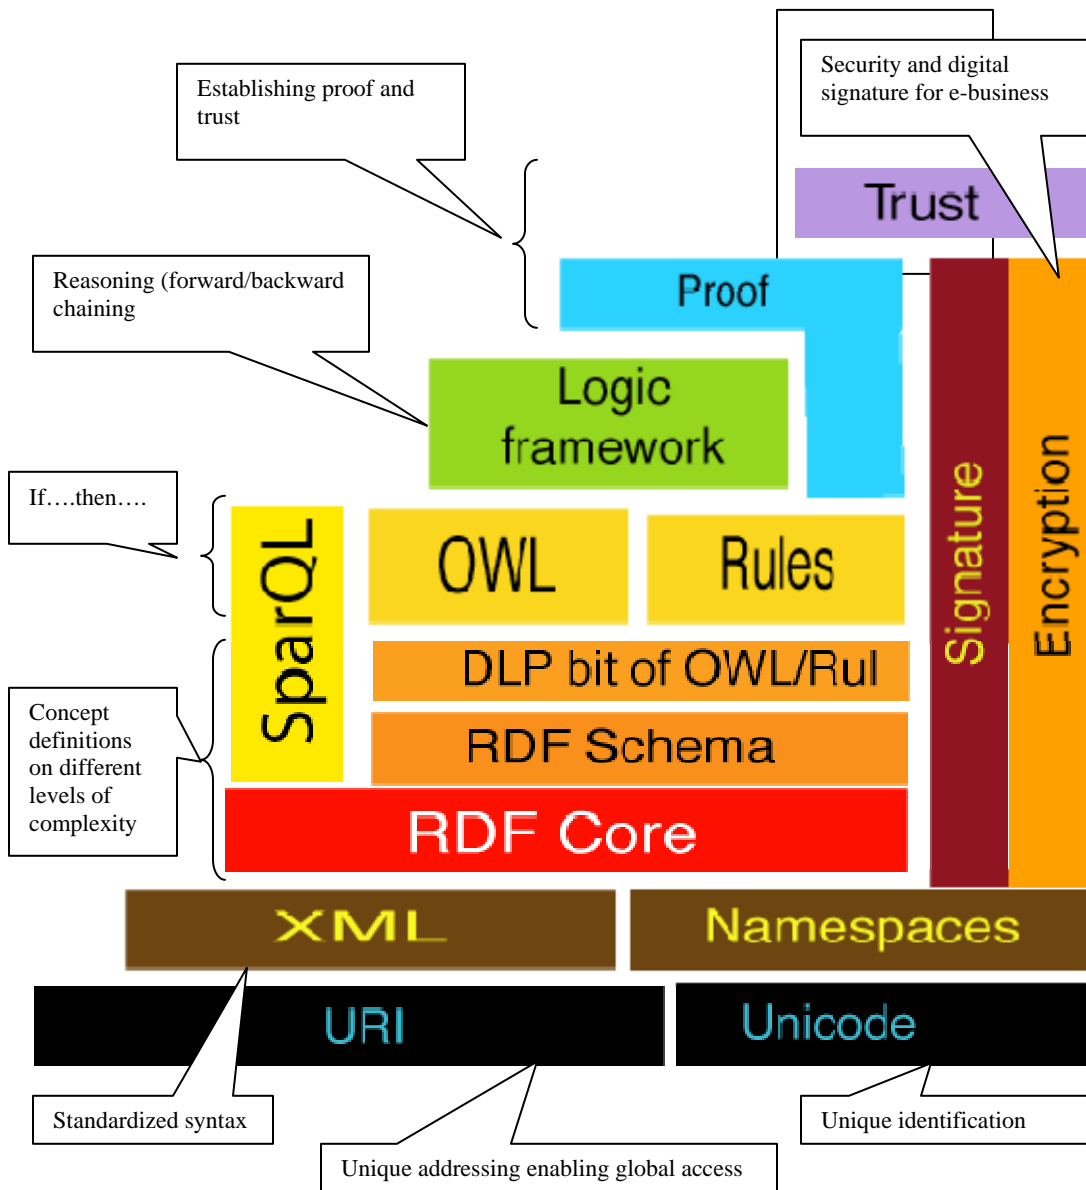 Security and digital
signature for e-business
Establishing proof and
trust
Trust
Reasoning (forward/backward
chaining
Proof
Logic
framework
If….then….
SparQL
OWL
Rules
Signature
Encryption
DLP bit of OWL/Rul
Concept
definitions
on different
levels of
complexity
RDF Schema
RDF Core
XML
Namespaces
URI
Unicode
Standardized syntax
Unique identification
Unique addressing enabling global access